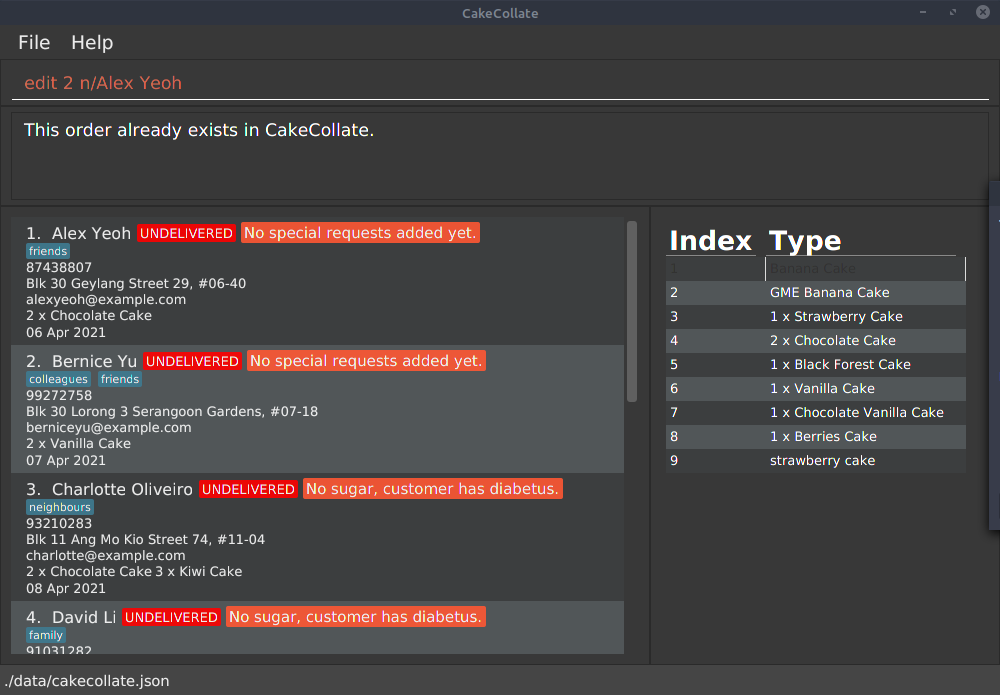 CakeCollate
File Help
edit 2 n/Alex Yeoh
This order already exists in CakeCollate.
1. Alex Yeoh UNDELIVERED No special requests added yet.
friends
87438807
Blk 30 Geylang Street 29, #06-40
alexyeoh@example.com
2 x Chocolate Cake
06 Apr 2021
2. Bernice Yu UNDELIVERED No special requests added yet.
colleagues friends
99272758
Blk 30 Lorong 3 Serangoon Gardens, #07-18
berniceyu@example.com
2 x Vanilla Cake
07 Apr 2021
3. Charlotte Oliveiro UNDELIVERED No sugar, customer has diabetus.
neighbours
93210283
Blk 11 Ang Mo Kio Street 74, #11-04
charlotte@example.com
2 x Chocolate Cake 3 x Kiwi Cake
08 Apr 2021
4. David Li UNDELIVERED No sugar, customer has diabetus.
family
91031282
Index Type
1 Banana Cake
2 GME Banana Cake
3 1 x Strawberry Cake
4 2 x Chocolate Cake
5 1 x Black Forest Cake
6 1 x Vanilla Cake
7 1 x Chocolate Vanilla Cake
8 1 x Berries Cake
9 strawberry cake
./data/cakecollate.json